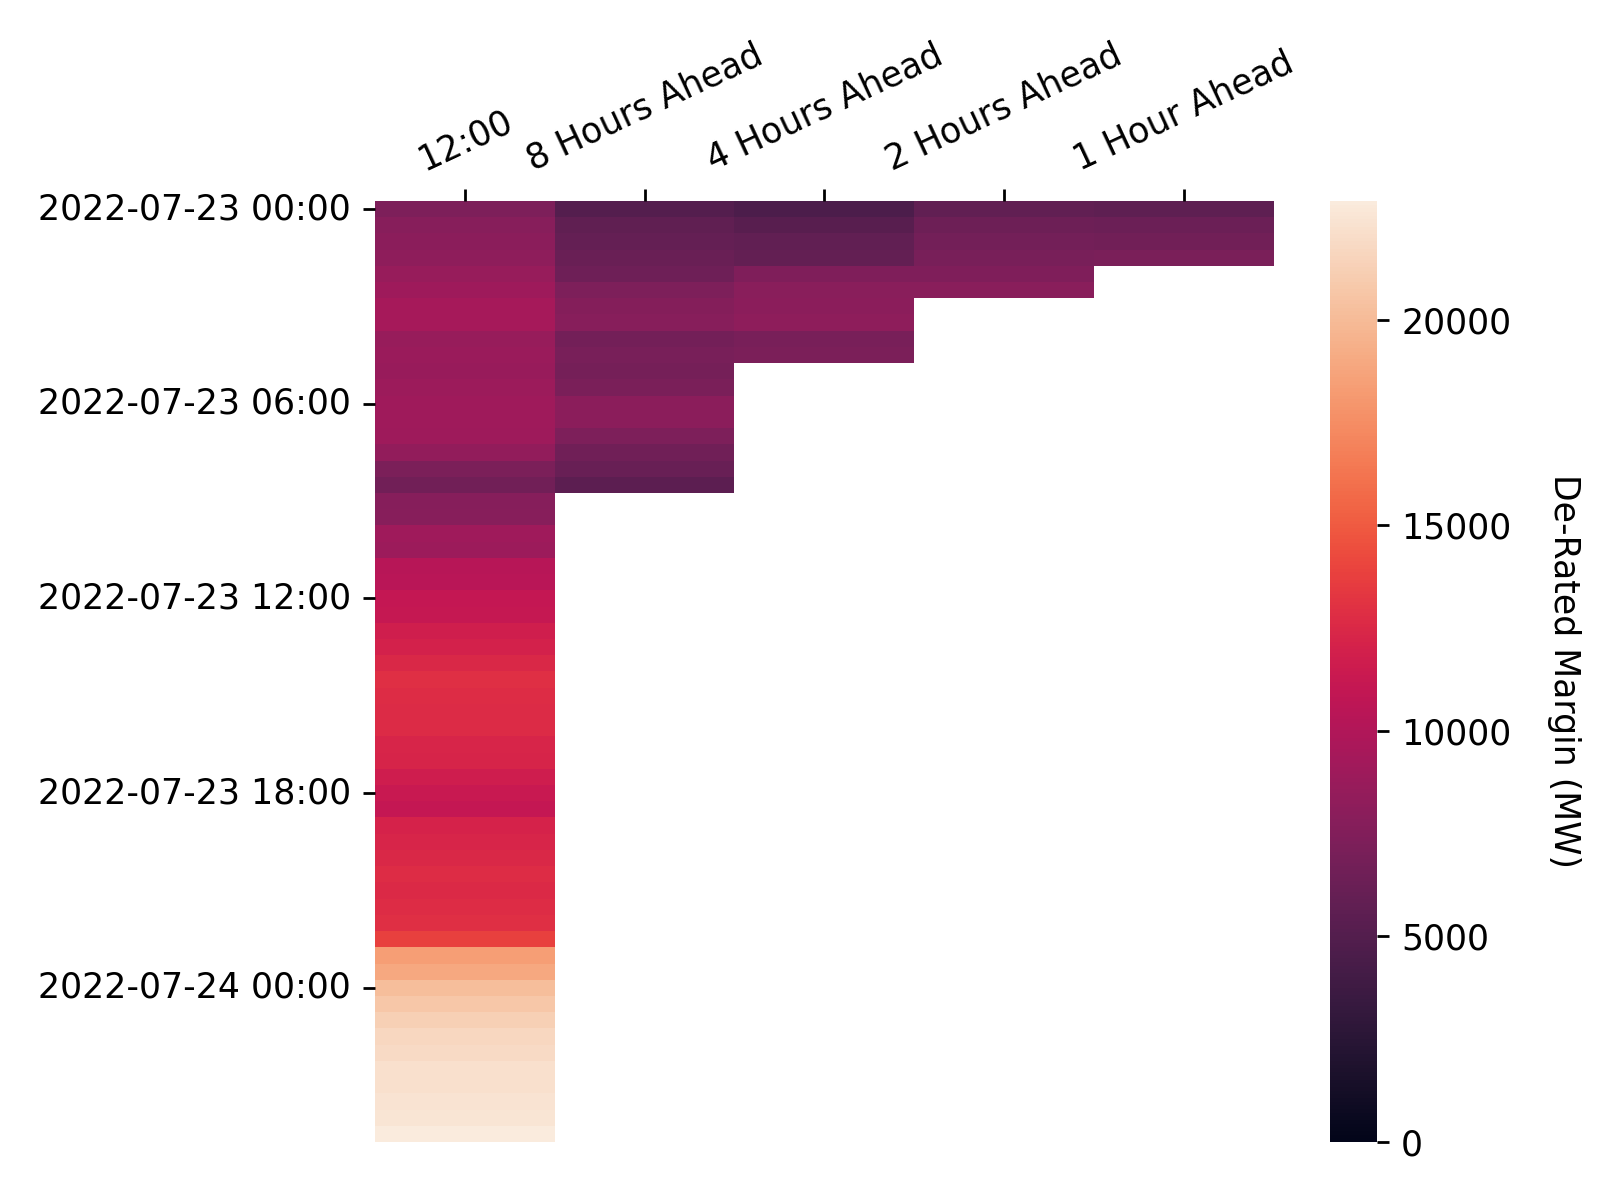 12:00
8 Hours Ahead
4 Hours Ahead
2 Hours Ahead
1 Hour Ahead
2022-07-23 00:00
2022-07-23 06:00
2022-07-23 12:00
2022-07-23 18:00
2022-07-24 00:00
20000
15000
10000
5000
0
De-Rated Margin (MW)